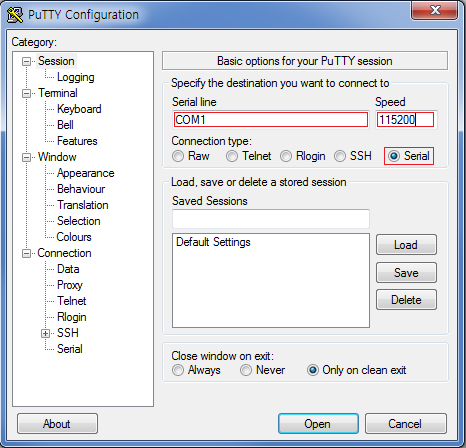 PuTTY Configuration
Category:
Session
Logging
Terminal
Keyboard
Bell
Features
Window
Appearance
Behaviour
Translation
Selection
Colours
Connection
Data
Proxy
Telnet
Rlogin
SSH
Serial
Basic options for your PuTTY session
Specify the destination you want to connect to
Serial line Speed
COM1 115200
Connection type:
Raw Telnet Rlogin SSH Serial
Load, save or delete a stored session
Saved Sessions
Default Settings
Load
Save
Delete
Close window on exit:
Always Never Only on clean exit
About Open Cancel